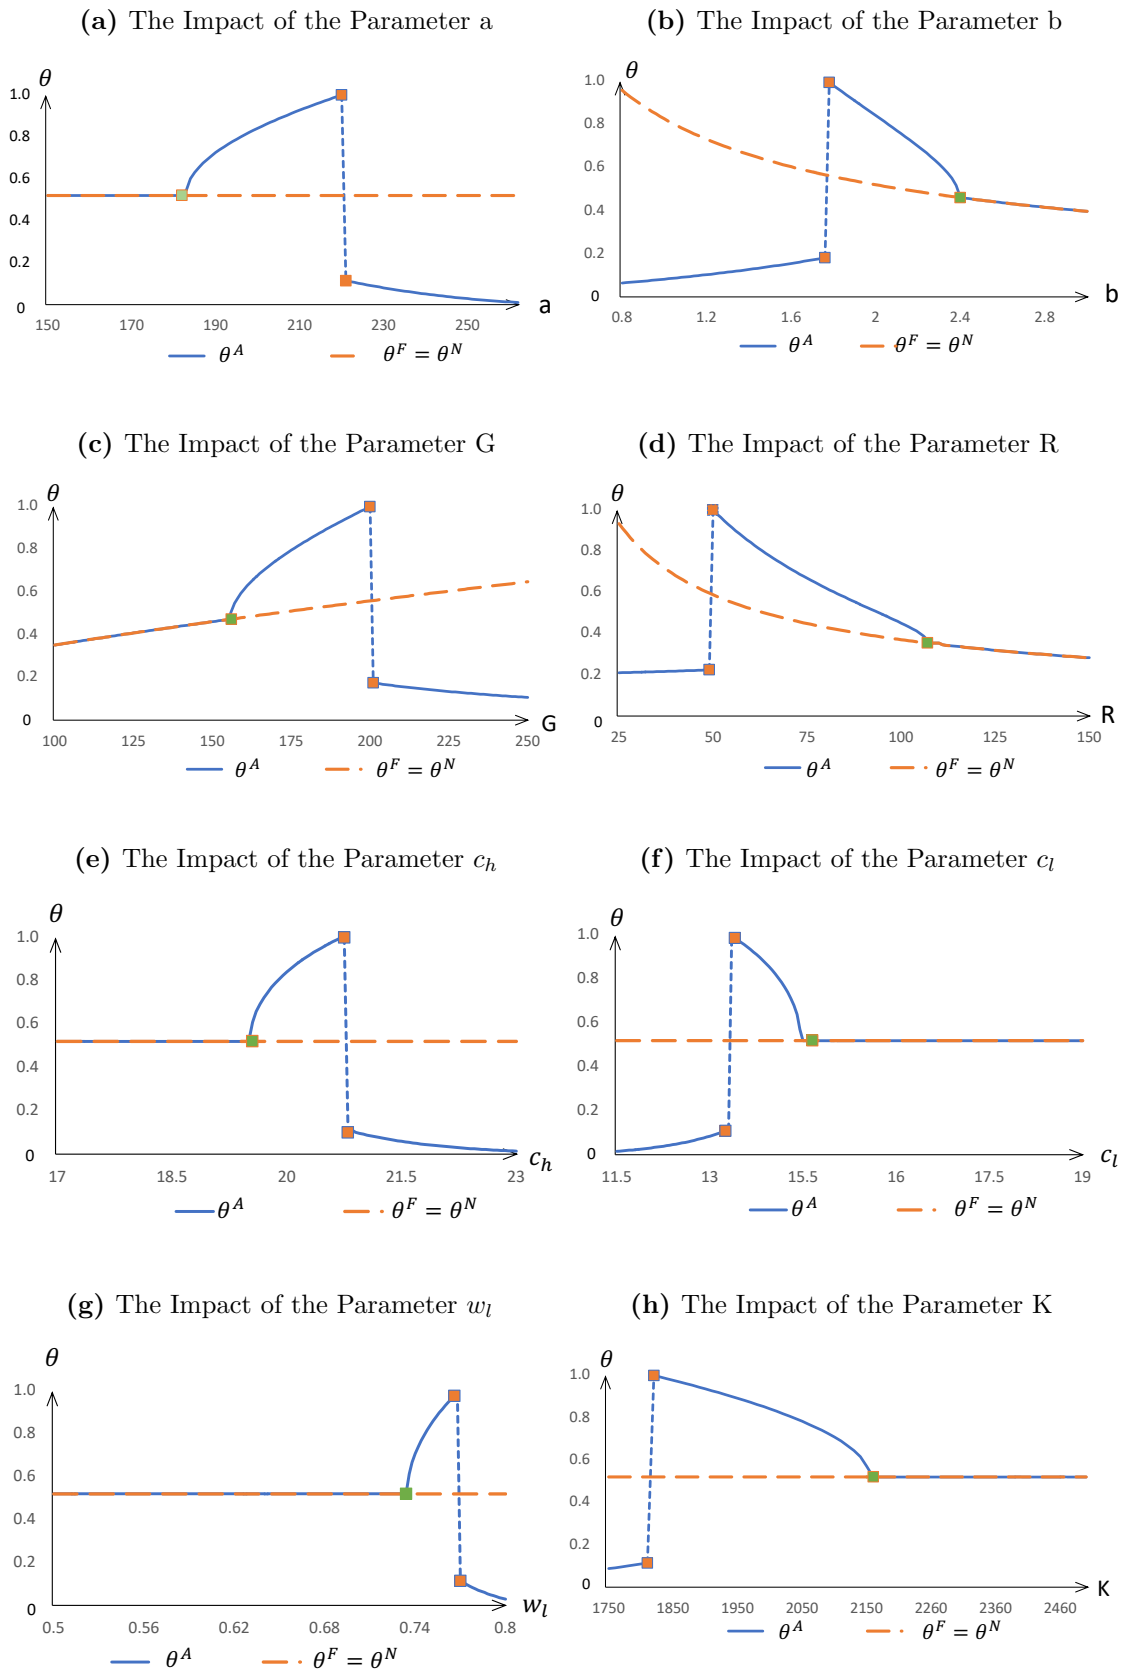 (a) The Impact of the Parameter a
θ
1.0
0.8
0.6
0.4
0.2
0
150 170 190 210 230 250 a
θ^A θ^F = θ^N
(b) The Impact of the Parameter b
θ
1.0
0.8
0.6
0.4
0.2
0
0.8 1.2 1.6 2 2.4 2.8 b
θ^A θ^F = θ^N
(c) The Impact of the Parameter G
θ
1.0
0.8
0.6
0.4
0.2
0
100 125 150 175 200 225 250 G
θ^A θ^F = θ^N
(d) The Impact of the Parameter R
θ
1.0
0.8
0.6
0.4
0.2
0
25 50 75 100 125 150 R
θ^A θ^F = θ^N
(e) The Impact of the Parameter c_h
θ
1.0
0.8
0.6
0.4
0.2
0
17 18.5 20 21.5 23 c_h
θ^A θ^F = θ^N
(f) The Impact of the Parameter c_l
θ
1.0
0.8
0.6
0.4
0.2
0
11.5 13 15.5 16 17.5 19 c_l
θ^A θ^F = θ^N
(g) The Impact of the Parameter w_l
θ
1.0
0.8
0.6
0.4
0.2
0
0.5 0.56 0.62 0.68 0.74 0.8 w_l
θ^A θ^F = θ^N
(h) The Impact of the Parameter K
θ
1.0
0.8
0.6
0.4
0.2
0
1750 1850 1950 2050 2150 2260 2360 2460 K
θ^A θ^F = θ^N